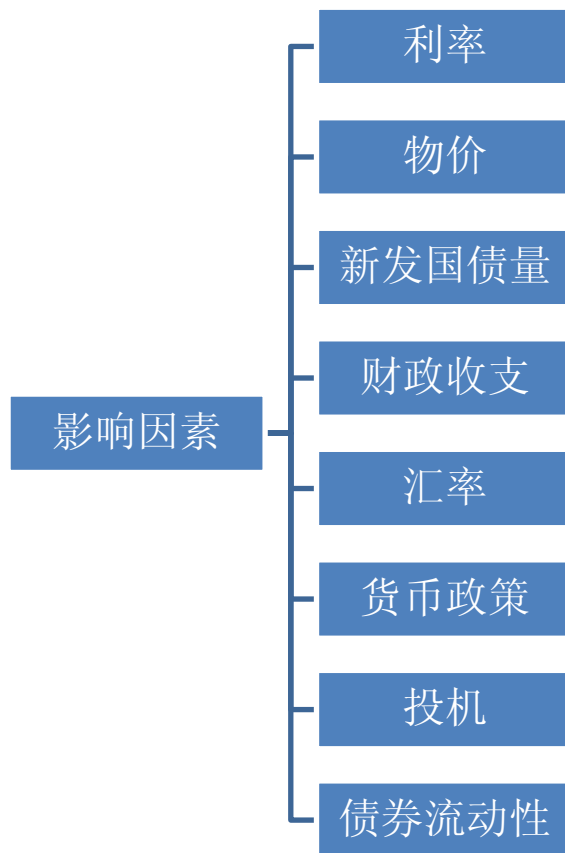 利率
物价
新发国债量
财政收支
影响因素
汇率
货币政策
投机
债券流动性